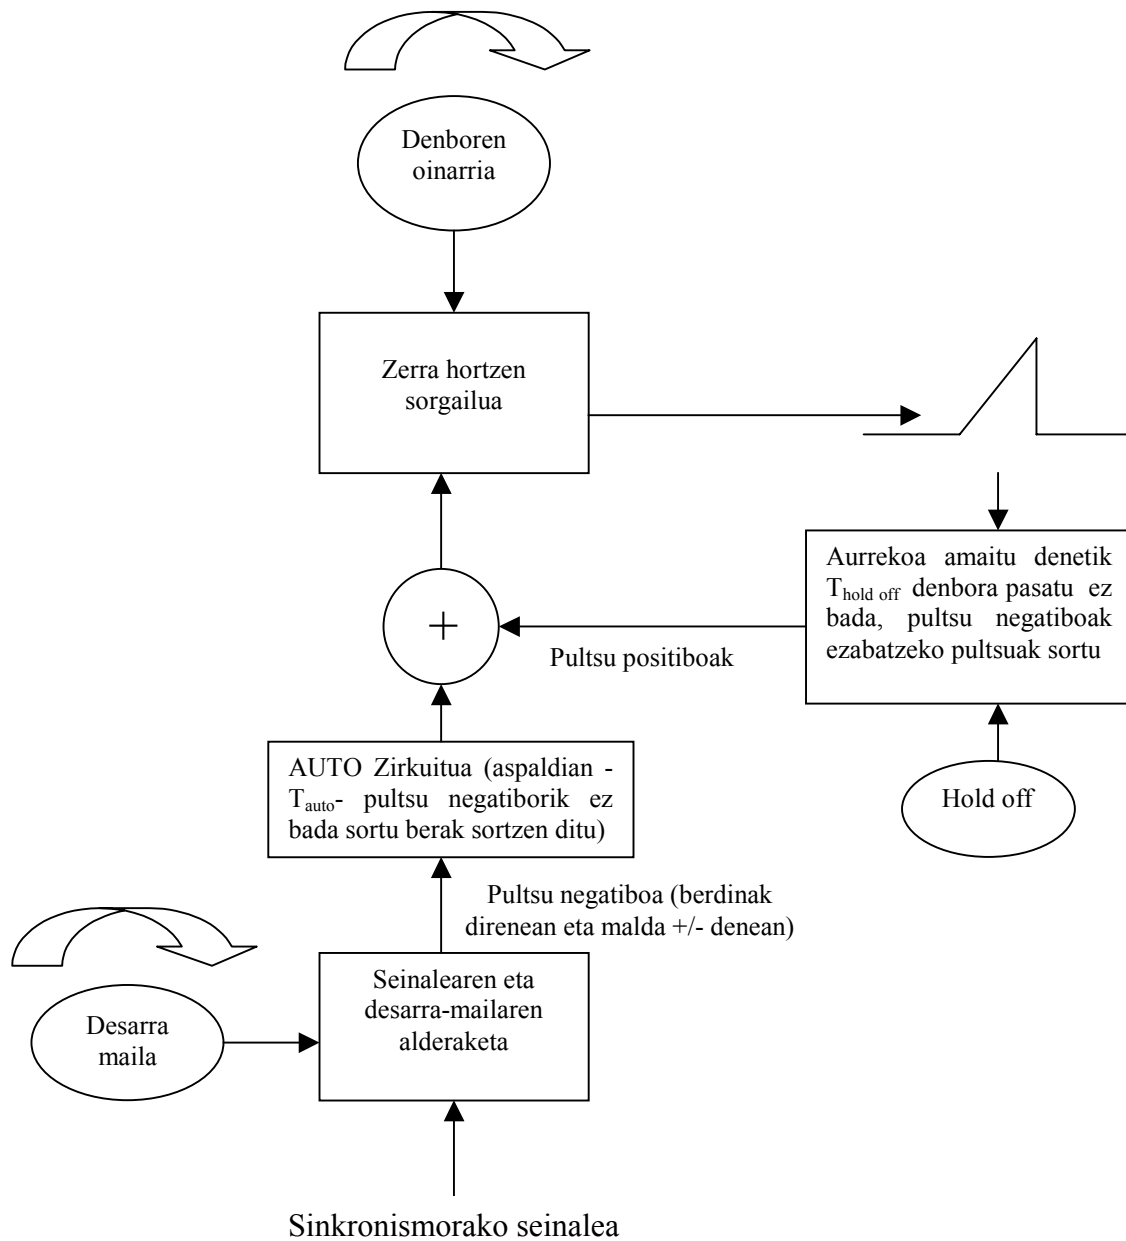 Denboren
oinarria
Zerra hortzen
sorgailua
Aurrekoa amaitu denetik
Thold off denbora pasatu ez
bada, pultsu negatiboak
ezabatzeko pultsuak sortu
+
Pultsu positiboak
AUTO Zirkuitua (aspaldian -
Tauto- pultsu negatiborik ez
bada sortu berak sortzen ditu)
Hold off
Pultsu negatiboa (berdinak
direnean eta malda +/- denean)
Seinalearen eta
desarra-mailaren
alderaketa
Desarra
maila
Sinkronismorako seinalea